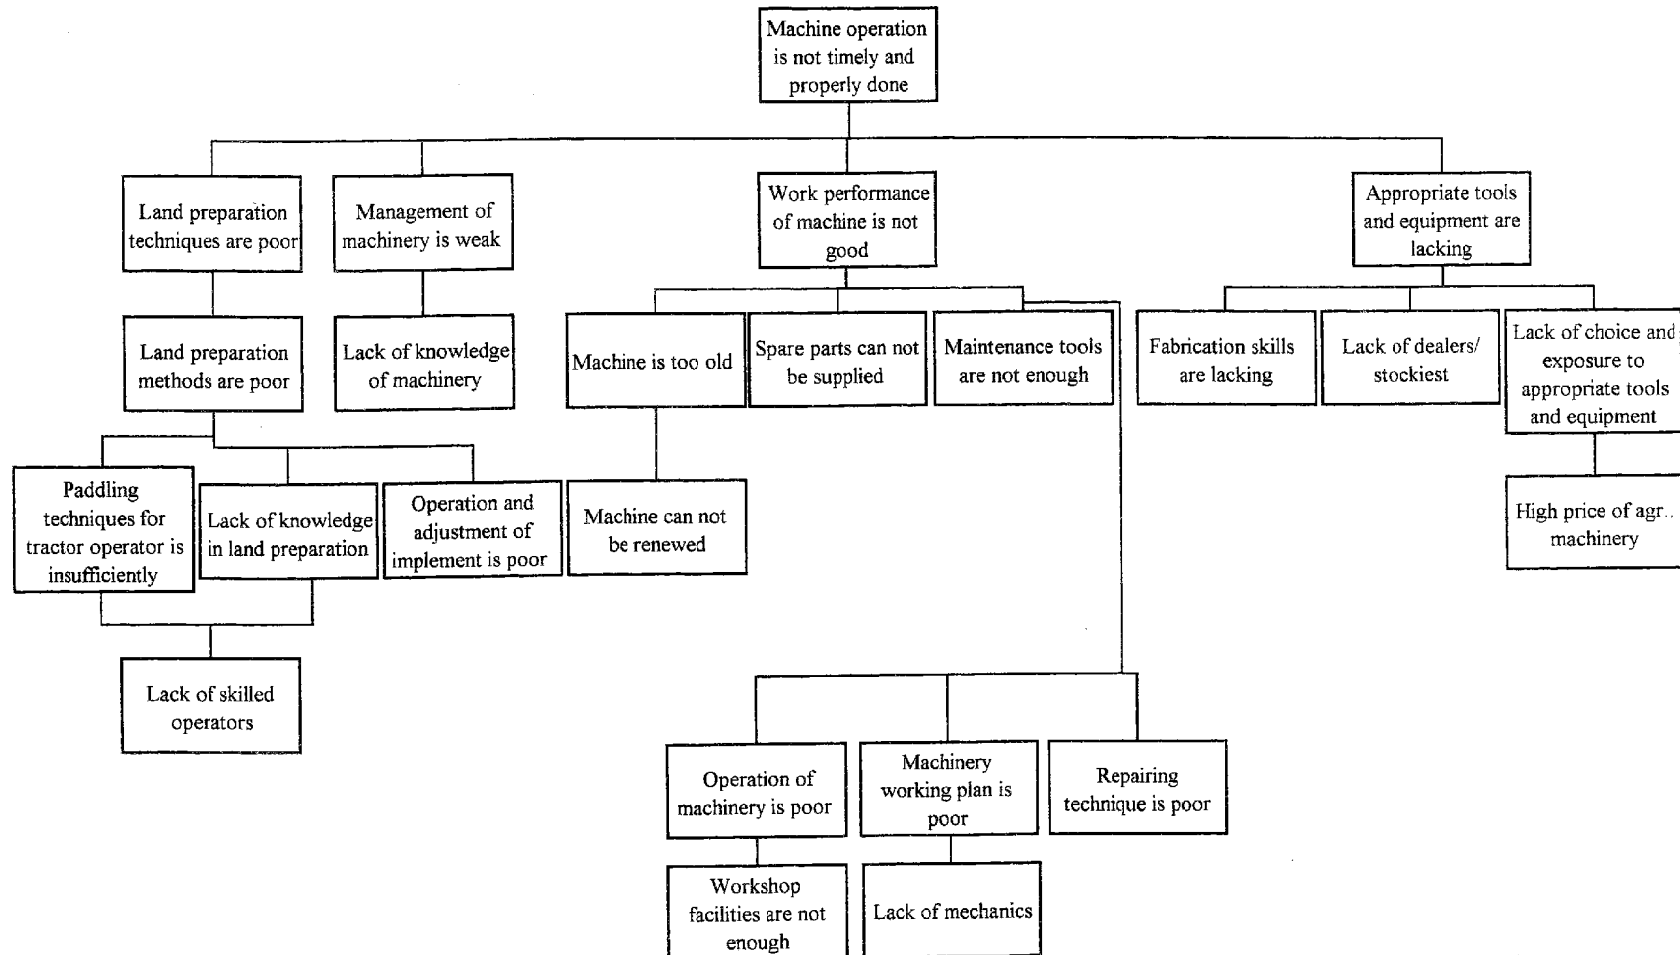 Machine operation
is not timely and
properly done
Land preparation
techniques are poor
Management of
machinery is weak
Work performance
of machine is not
good
Appropriate tools
and equipment are
lacking
Land preparation
methods are poor
Lack of knowledge
of machinery
Machine is too old
Spare parts can not
be supplied
Maintenance tools
are not enough
Fabrication skills
are lacking
Lack of dealers/
stockiest
Lack of choice and
exposure to
appropriate tools
and equipment
Paddling
techniques for
tractor operator is
insufficiently
Lack of knowledge
in land preparation
Operation and
adjustment of
implement is poor
Machine can not
be renewed
High price of agr..
machinery
Lack of skilled
operators
Operation of
machinery is poor
Machinery
working plan is
poor
Repairing
technique is poor
Workshop
facilities are not
enough
Lack of mechanics